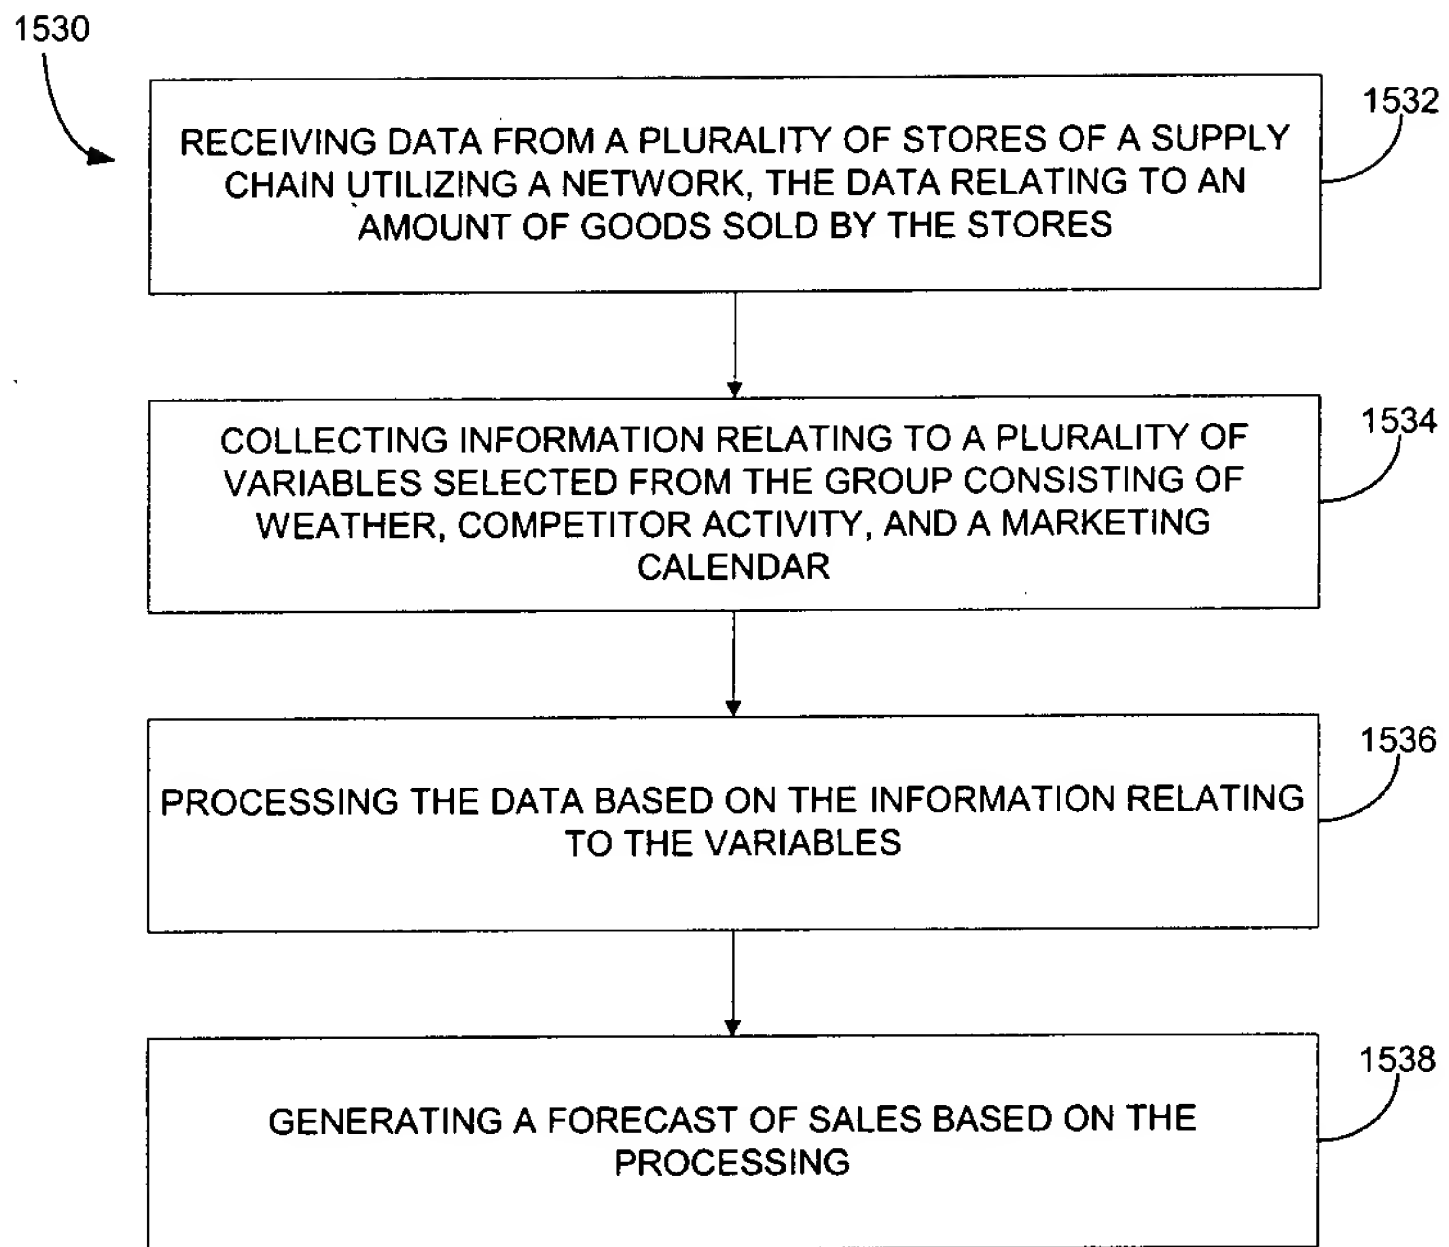 1530
1532
RECEIVING DATA FROM A PLURALITY OF STORES OF A SUPPLY
CHAIN UTILIZING A NETWORK, THE DATA RELATING TO AN
AMOUNT OF GOODS SOLD BY THE STORES
1534
COLLECTING INFORMATION RELATING TO A PLURALITY OF
VARIABLES SELECTED FROM THE GROUP CONSISTING OF
WEATHER, COMPETITOR ACTIVITY, AND A MARKETING
CALENDAR
1536
PROCESSING THE DATA BASED ON THE INFORMATION RELATING
TO THE VARIABLES
1538
GENERATING A FORECAST OF SALES BASED ON THE
PROCESSING